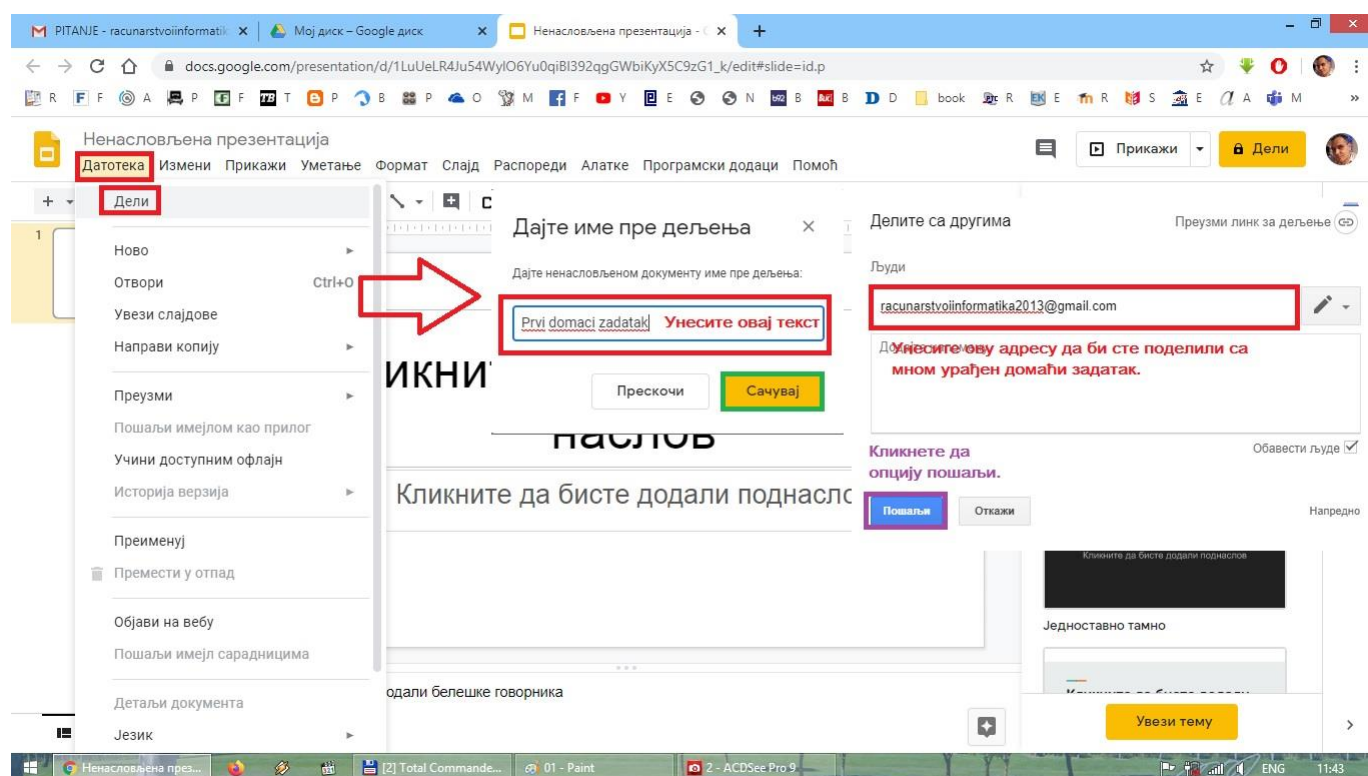 PITANJE - racunarstvoiinformatik
Мој диск – Google диск
Ненасловљена презентација - G
docs.google.com/presentation/d/1LuUeLR4Ju54WylO6Yu0qiBl392qgGWbiKyX5C9zG1_k/edit#slide=id.p
R F A P F T P B P O M F Y E N B B D book R E R S E A M »
Ненасловљена презентација
Датотека Измени Прикажи Уметање Формат Слајд Распореди Алатке Програмски додаци Помоћ
Прикажи
Дели
Дели
Ново
Отвори Ctrl+O
Увези слајдове
Направи копију
Преузми
Пошаљи имејлом као прилог
Учини доступним офлајн
Историја верзија
Преименуј
Премести у отпад
Објави на вебу
Пошаљи имејл сарадницима
Детаљи документа
Језик
1
Дајте име пре дељења
Дајте ненасловљеном документу име пре дељења:
Prvi domaci zadatak Унесите овај текст
Прескочи Сачувај
икни
наслов
Кликните да бисте додали поднасло
одали белешке говорника
Делите са другима
Преузми линк за дељење
Људи
racunarstvoiinformatika2013@gmail.com
Унесите ову адресу да би сте поделили са
мном урађен домаћи задатак.
Кликнете да
опцију пошаљи.
Обавести људе
Пошаљи Откажи
Напредно
Кликните да бисте додали поднаслов
Једноставно тамно
Увези тему
Ненасловљена през...
[2] Total Commande...
01 - Paint
2 - ACDSee Pro 9
ENG 11:43